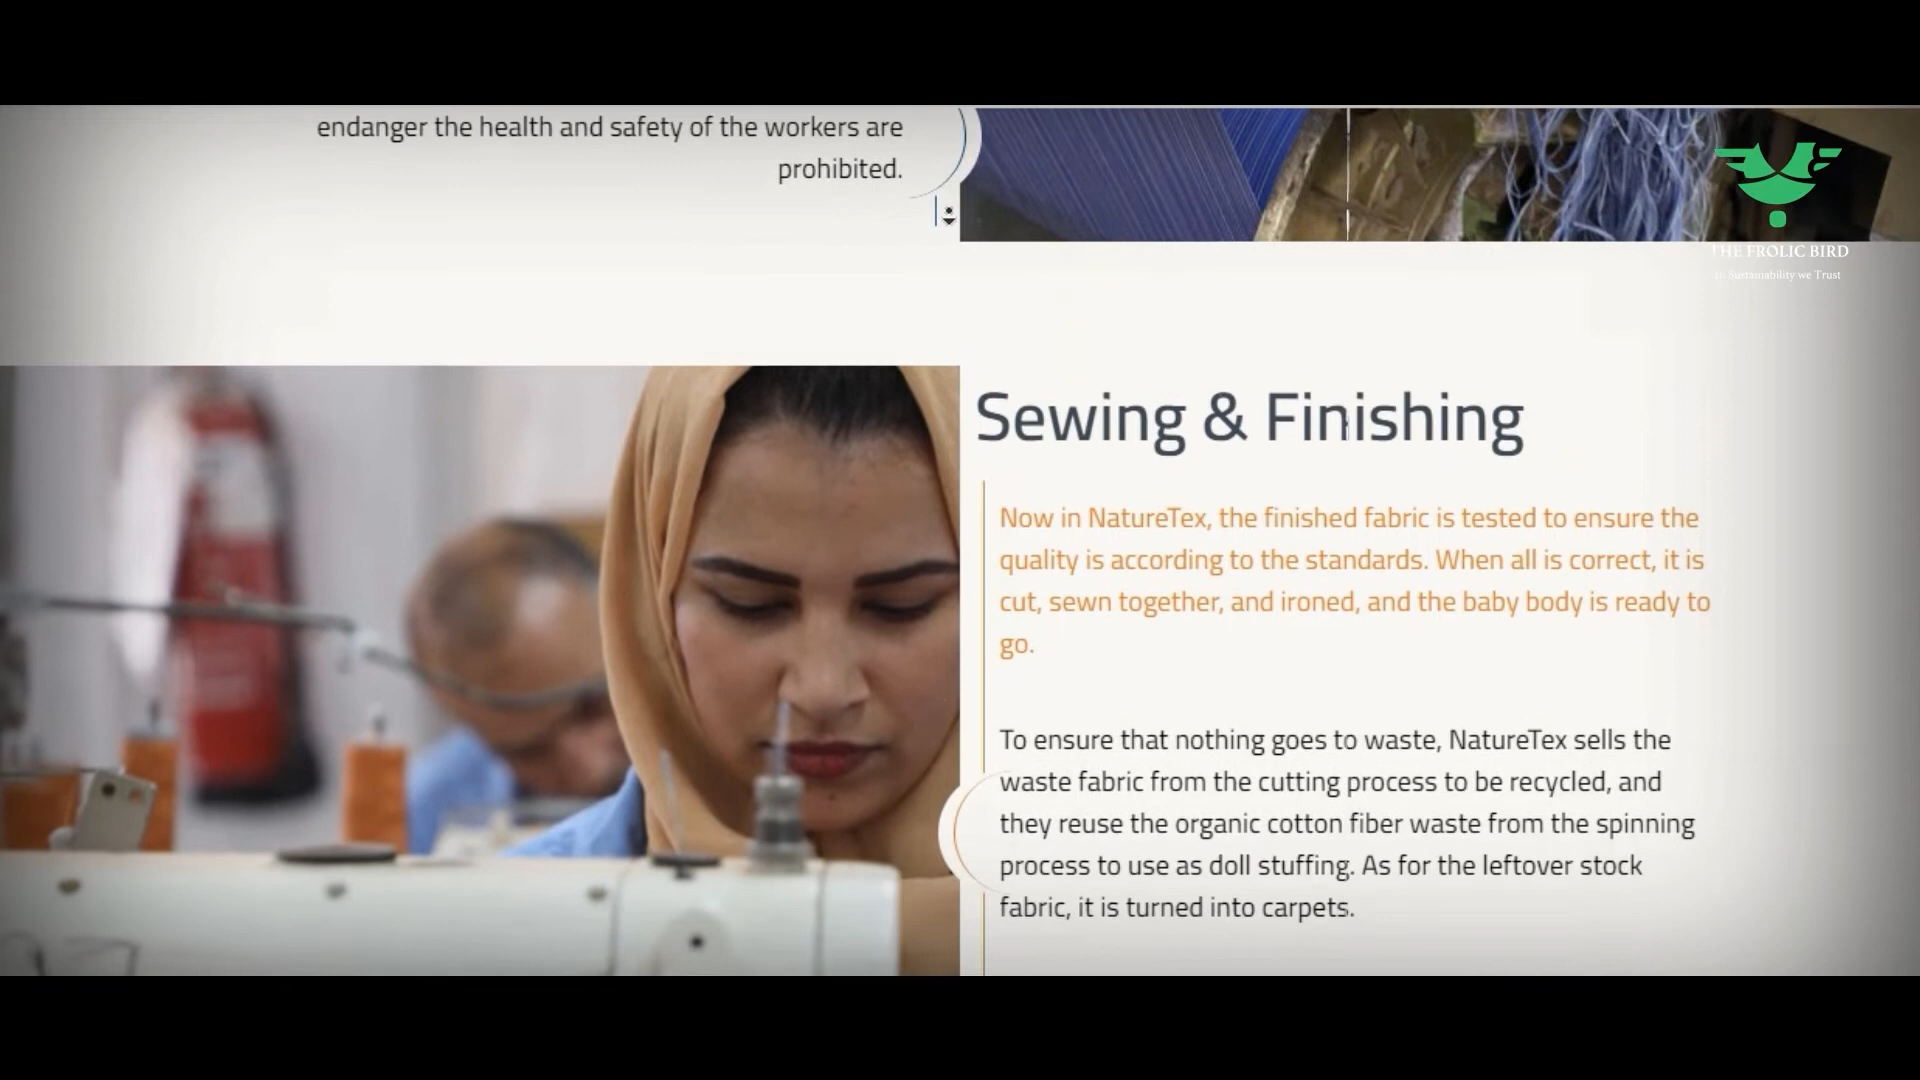 endanger the health and safety of the workers are
prohibited.
THE FROLIC BIRD
In Sustainability we Trust
Sewing & Finishing
Now in NatureTex, the finished fabric is tested to ensure the
quality is according to the standards. When all is correct, it is
cut, sewn together, and ironed, and the baby body is ready to
go.
To ensure that nothing goes to waste, NatureTex sells the
waste fabric from the cutting process to be recycled, and
they reuse the organic cotton fiber waste from the spinning
process to use as doll stuffing. As for the leftover stock
fabric, it is turned into carpets.